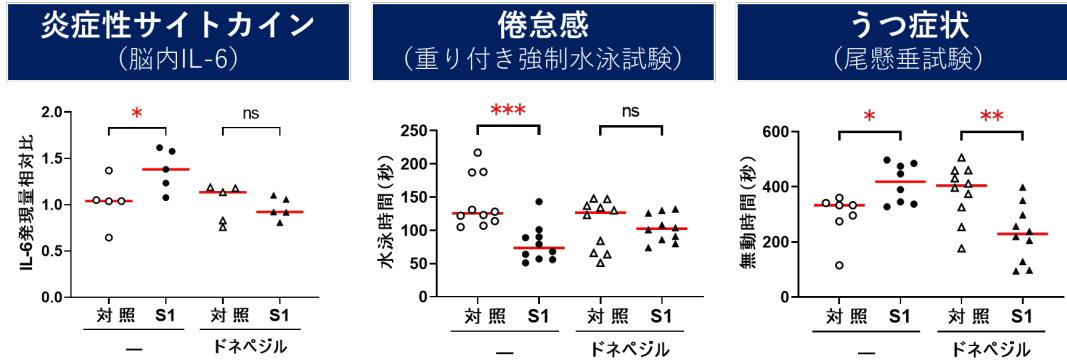 炎症性サイトカイン
（脳内IL-6）
IL-6発現量相対比
2.0
1.5
1.0
0.5
0.0
*
ns
対照 S1 対照 S1
— ドネペジル
倦怠感
（重り付き強制水泳試験）
水泳時間（秒）
250
200
150
100
50
0
***
ns
対照 S1 対照 S1
— ドネペジル
うつ症状
（尾懸垂試験）
無動時間（秒）
600
400
200
0
*
**
対照 S1 対照 S1
— ドネペジル